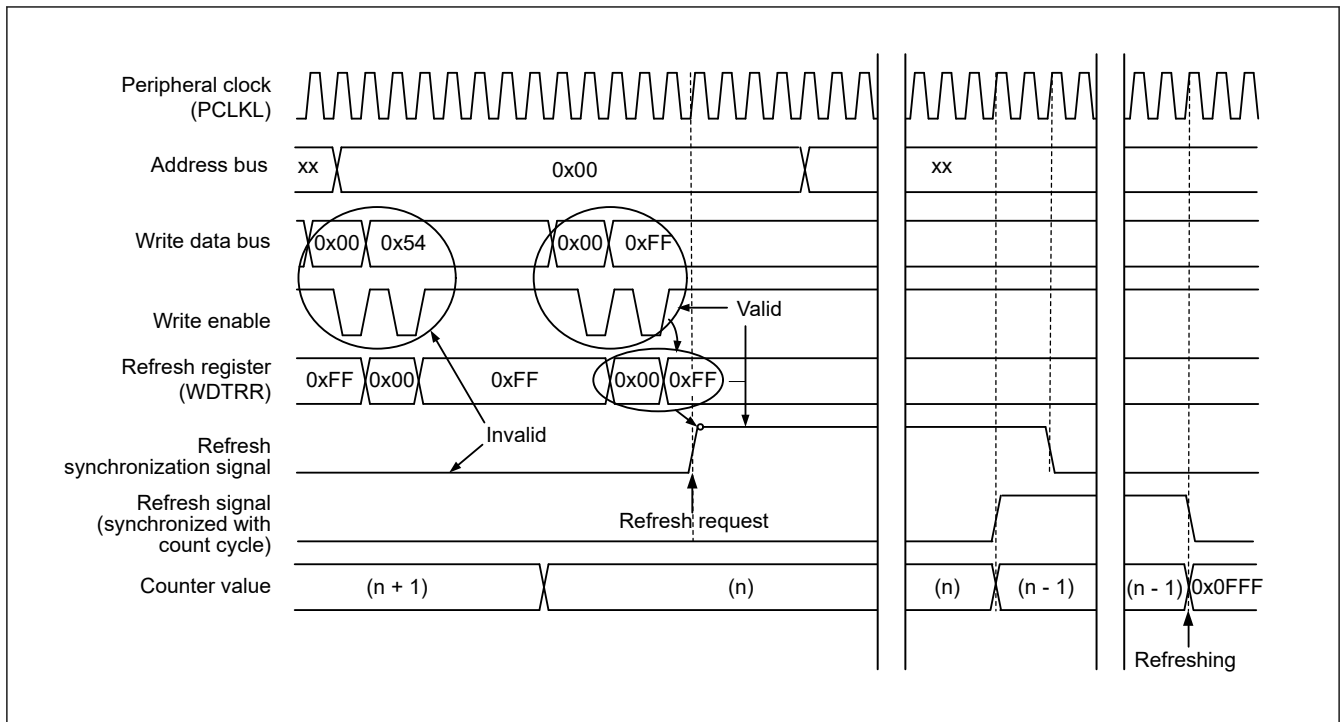 Peripheral clock
(PCLKL)
Address bus
xx
0x00
xx
Write data bus
0x00
0x54
0x00
0xFF
Write enable
Valid
Refresh register
(WDTRR)
0xFF
0x00
0xFF
0x00
0xFF
Invalid
Refresh
synchronization signal
Refresh request
Refresh signal
(synchronized with
count cycle)
Counter value
(n + 1)
(n)
(n)
(n - 1)
(n - 1)
0x0FFF
Refreshing